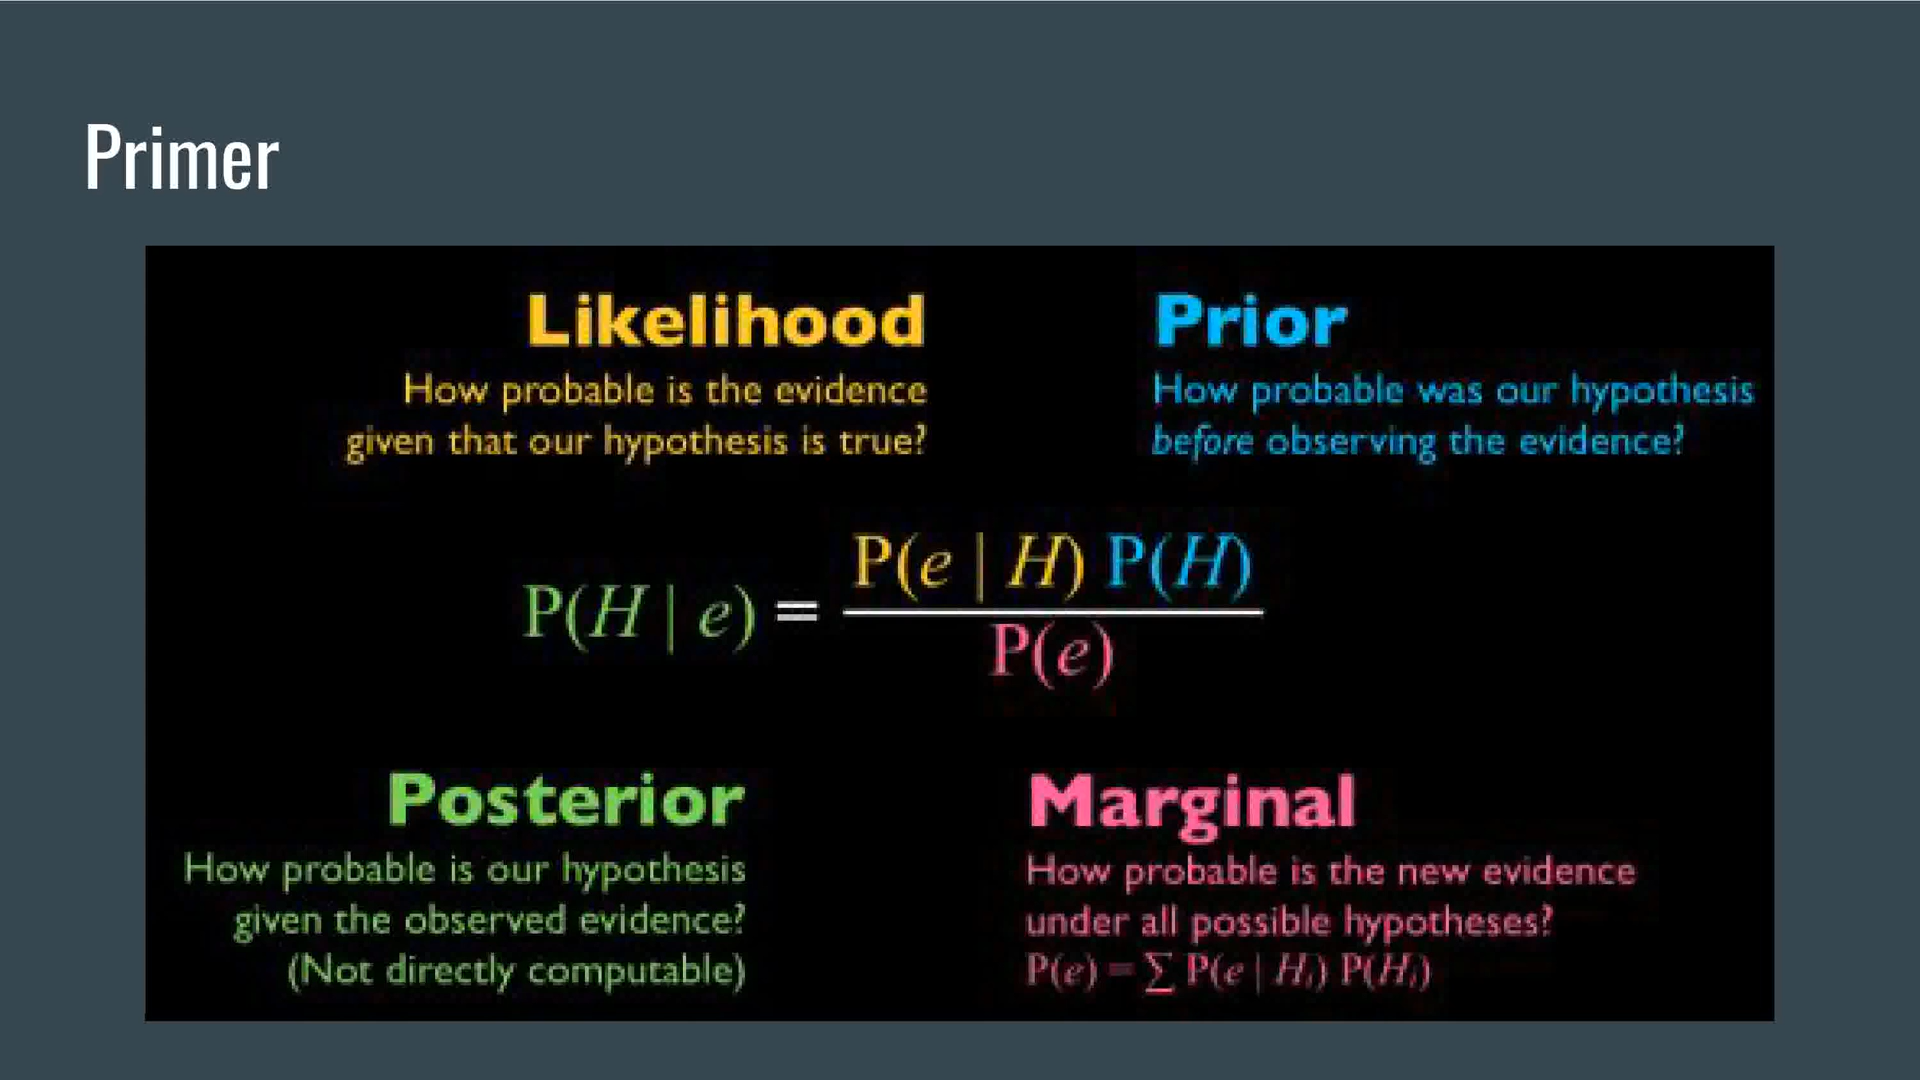 Primer
Likelihood
How probable is the evidence
given that our hypothesis is true?
Prior
How probable was our hypothesis
before observing the evidence?
P(H | e) = P(e | H) P(H)
P(e)
Posterior
How probable is our hypothesis
given the observed evidence?
(Not directly computable)
Marginal
How probable is the new evidence
under all possible hypotheses?
P(e) = ∑ P(e | Hᵢ) P(Hᵢ)